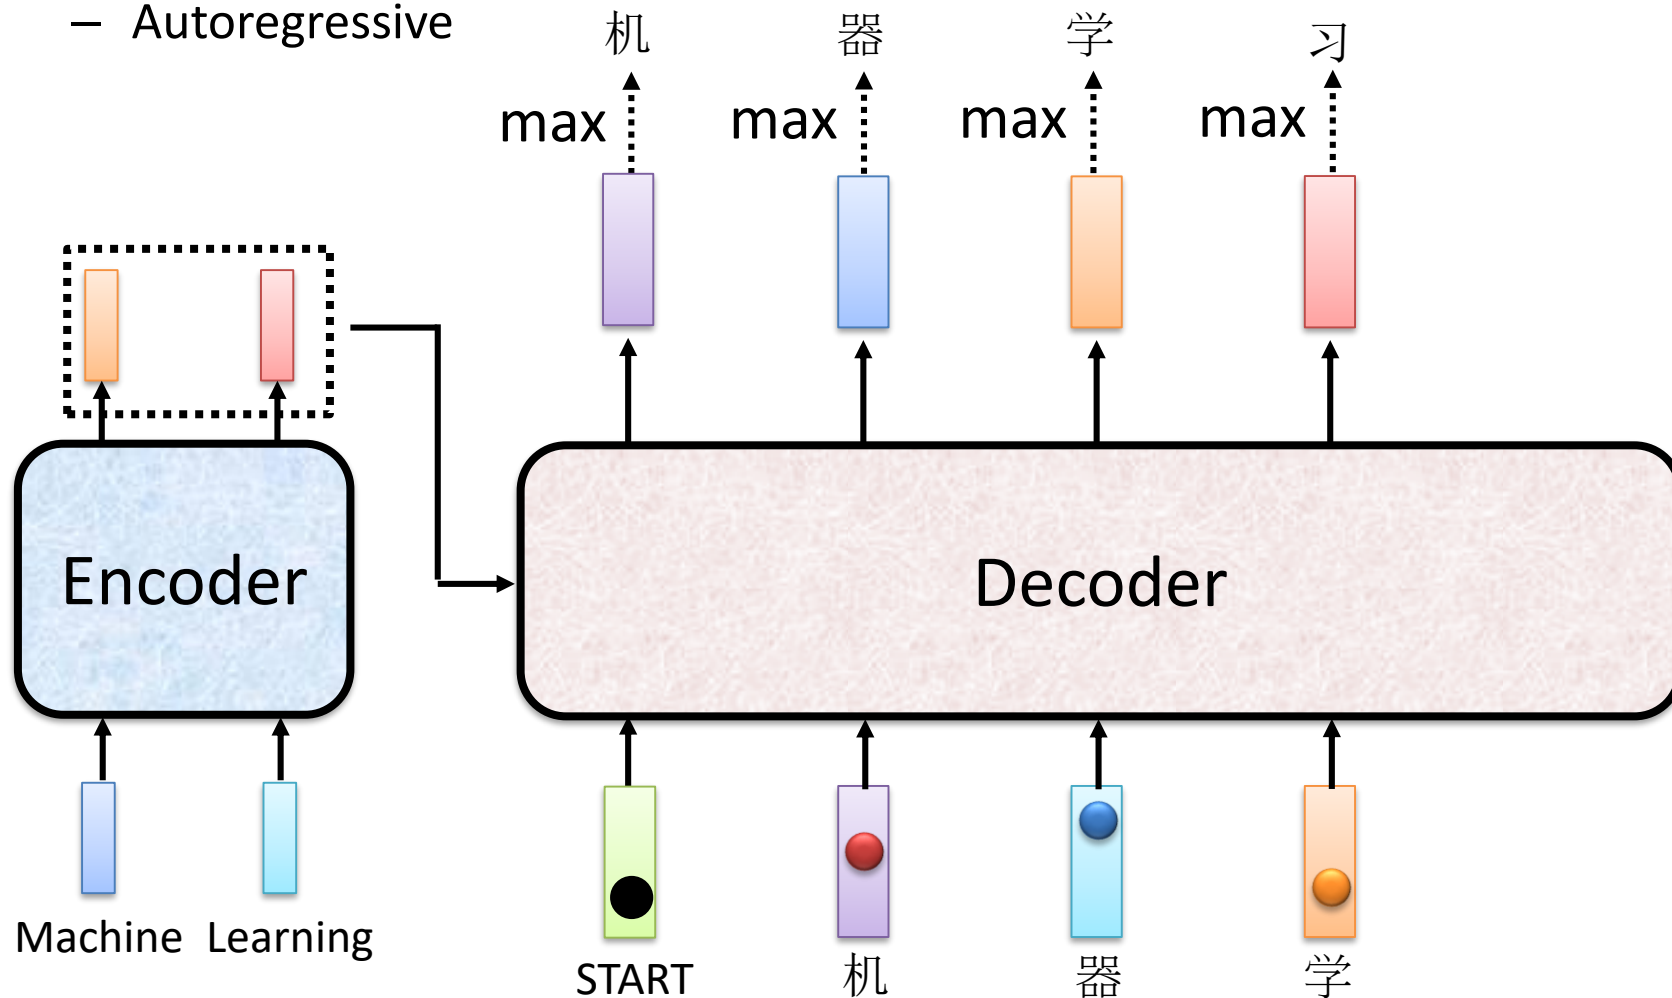 – Autoregressive
机 器 学 习
max max max max
Encoder
Decoder
Machine Learning
START 机 器 学